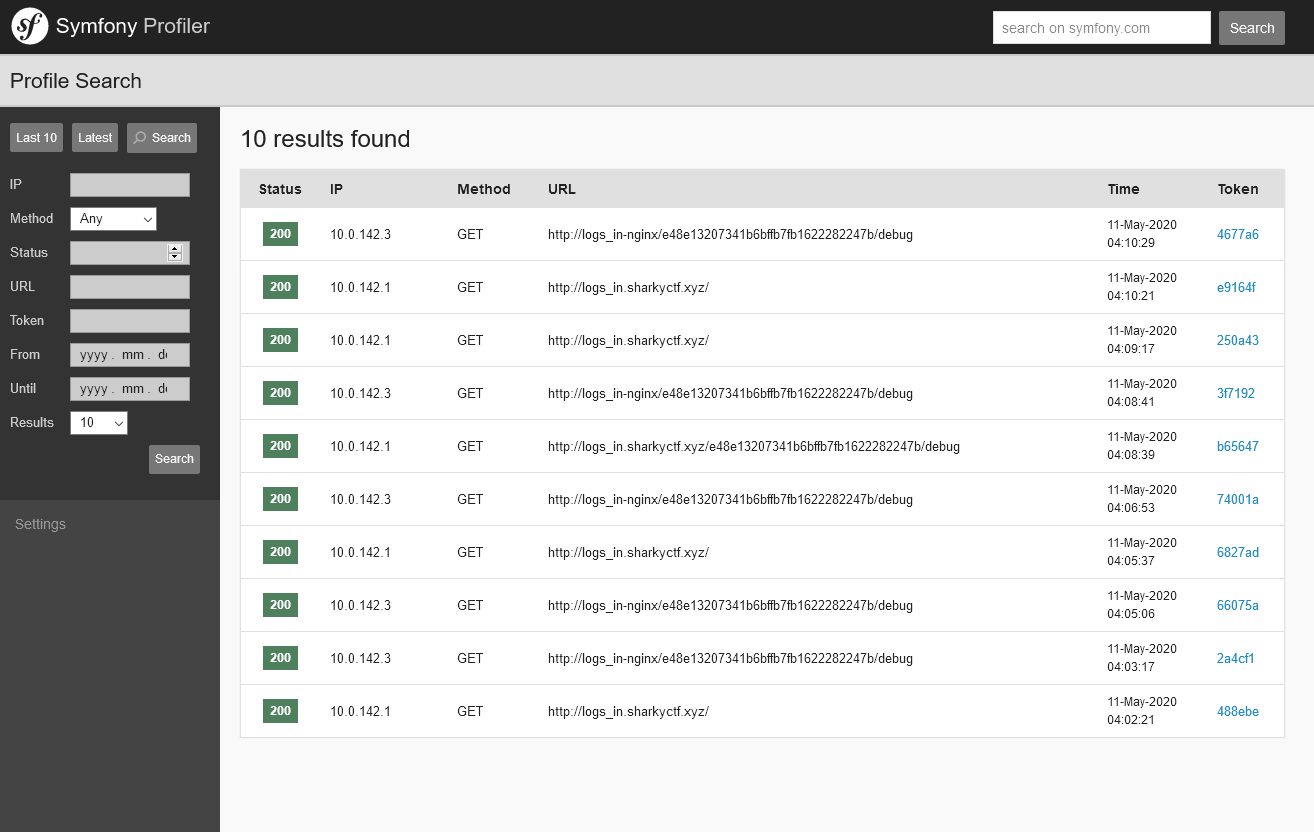 sf Symfony Profiler
search on symfony.com Search
Profile Search
Last 10 Latest Search
IP
Method Any
Status
URL
Token
From yyyy . mm . d
Until yyyy . mm . d
Results 10
Search
Settings
10 results found
Status IP Method URL Time Token
200 10.0.142.3 GET http://logs_in-nginx/e48e13207341b6bffb7fb1622282247b/debug 11-May-2020 04:10:29 4677a6
200 10.0.142.1 GET http://logs_in.sharkyctf.xyz/ 11-May-2020 04:10:21 e9164f
200 10.0.142.1 GET http://logs_in.sharkyctf.xyz/ 11-May-2020 04:09:17 250a43
200 10.0.142.3 GET http://logs_in-nginx/e48e13207341b6bffb7fb1622282247b/debug 11-May-2020 04:08:41 3f7192
200 10.0.142.1 GET http://logs_in.sharkyctf.xyz/e48e13207341b6bffb7fb1622282247b/debug 11-May-2020 04:08:39 b65647
200 10.0.142.3 GET http://logs_in-nginx/e48e13207341b6bffb7fb1622282247b/debug 11-May-2020 04:06:53 74001a
200 10.0.142.1 GET http://logs_in.sharkyctf.xyz/ 11-May-2020 04:05:37 6827ad
200 10.0.142.3 GET http://logs_in-nginx/e48e13207341b6bffb7fb1622282247b/debug 11-May-2020 04:05:06 66075a
200 10.0.142.3 GET http://logs_in-nginx/e48e13207341b6bffb7fb1622282247b/debug 11-May-2020 04:03:17 2a4cf1
200 10.0.142.1 GET http://logs_in.sharkyctf.xyz/ 11-May-2020 04:02:21 488ebe